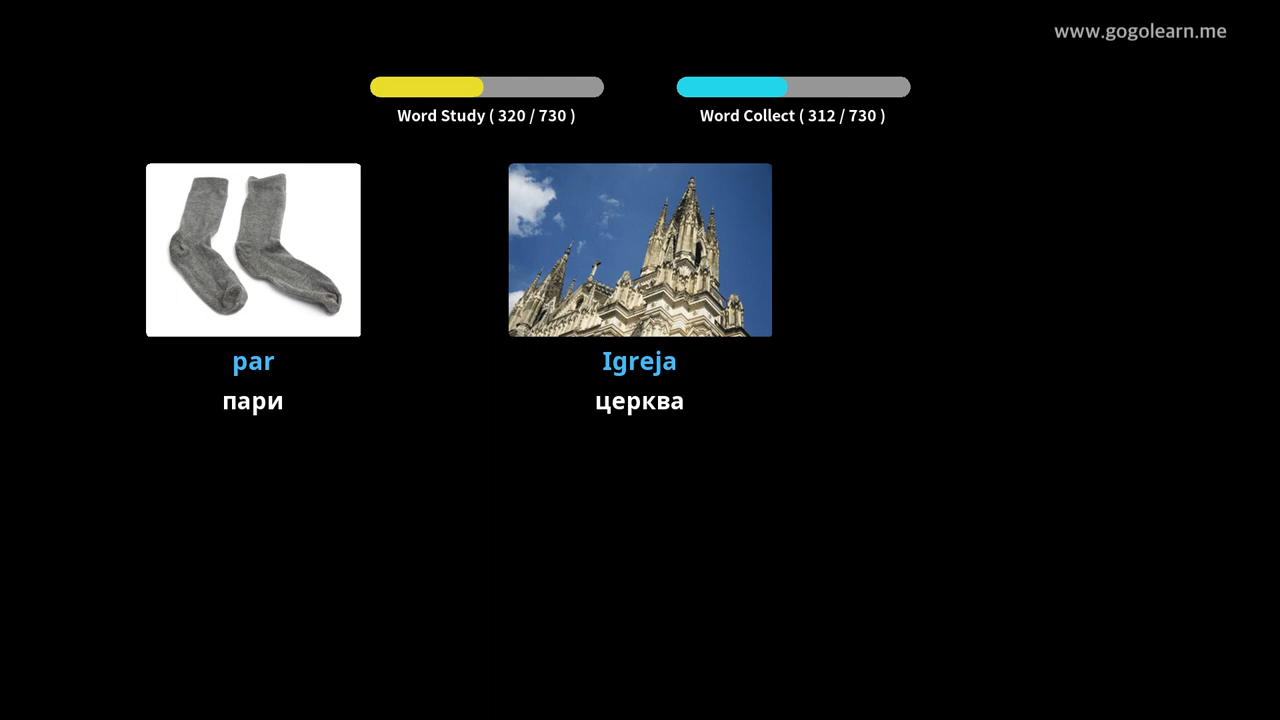 www.gogolearn.me
Word Study ( 320 / 730 )
Word Collect ( 312 / 730 )
par
Igreja
пари
церква